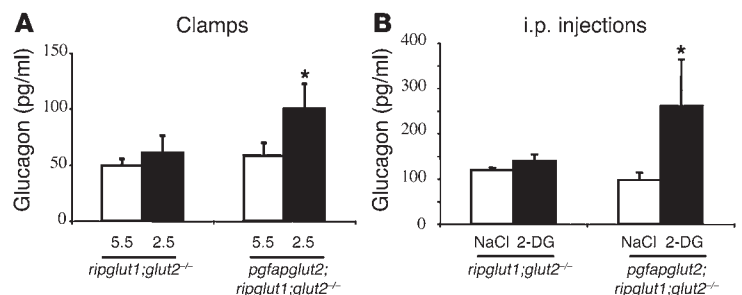 A Clamps
Glucagon (pg/ml)
150
100
50
0
*
5.5 2.5 5.5 2.5
ripglut1;glut2–/– pgfapglut2;
ripglut1;glut2–/–
B i.p. injections
Glucagon (pg/ml)
400
300
200
100
0
*
NaCl 2-DG NaCl 2-DG
ripglut1;glut2–/– pgfapglut2;
ripglut1;glut2–/–